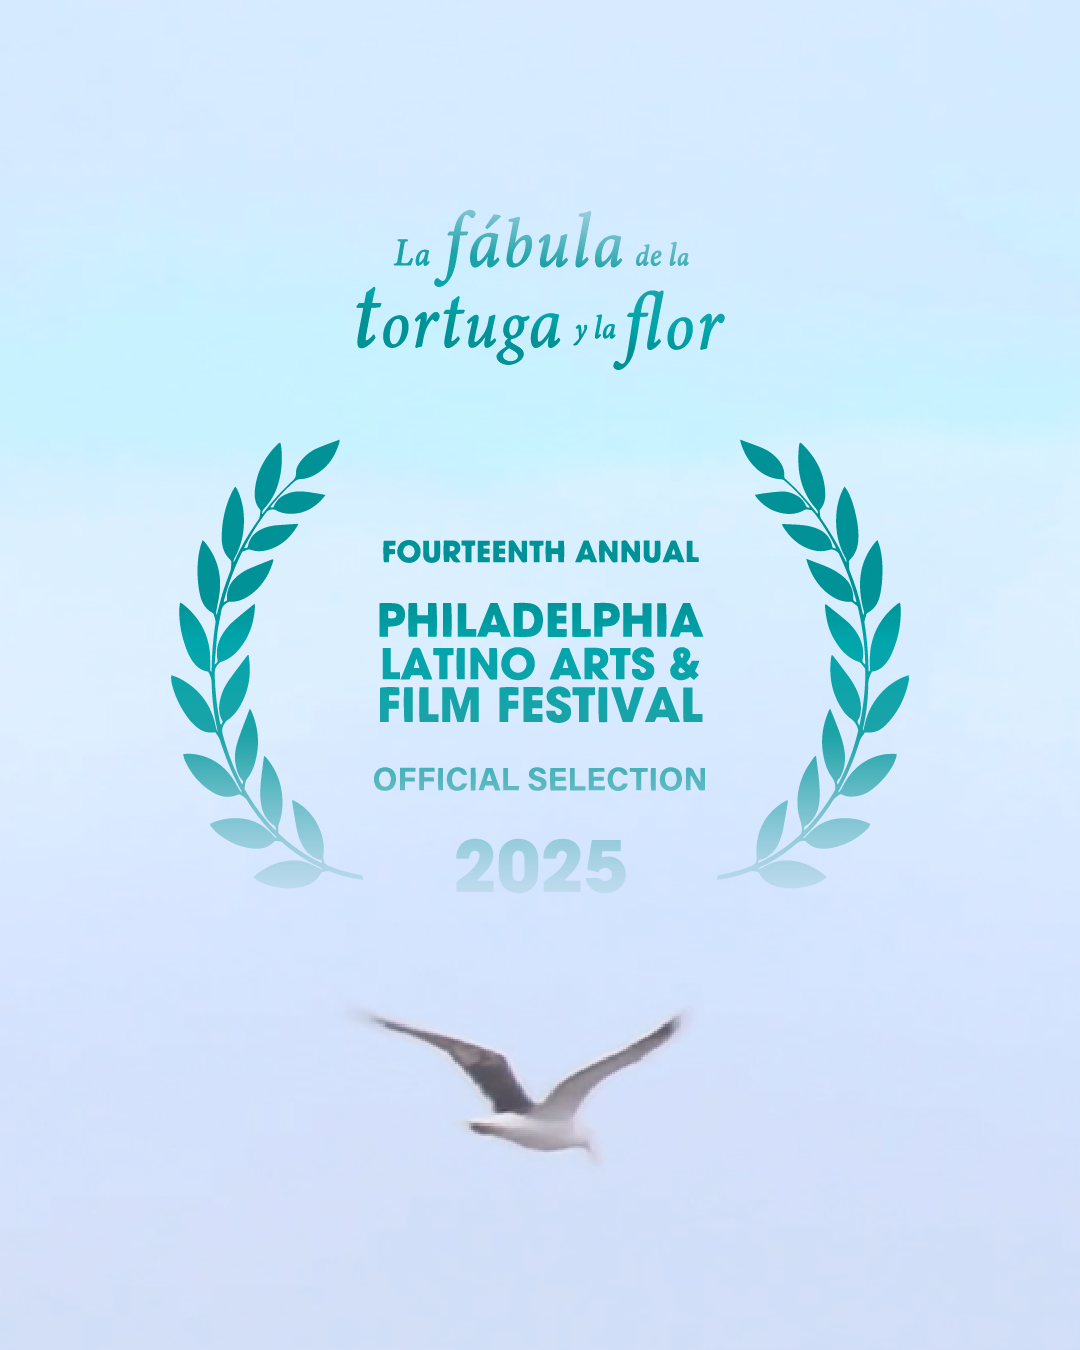 La fábula de la
tortuga y la flor
FOURTEENTH ANNUAL
PHILADELPHIA
LATINO ARTS &
FILM FESTIVAL
OFFICIAL SELECTION
2025